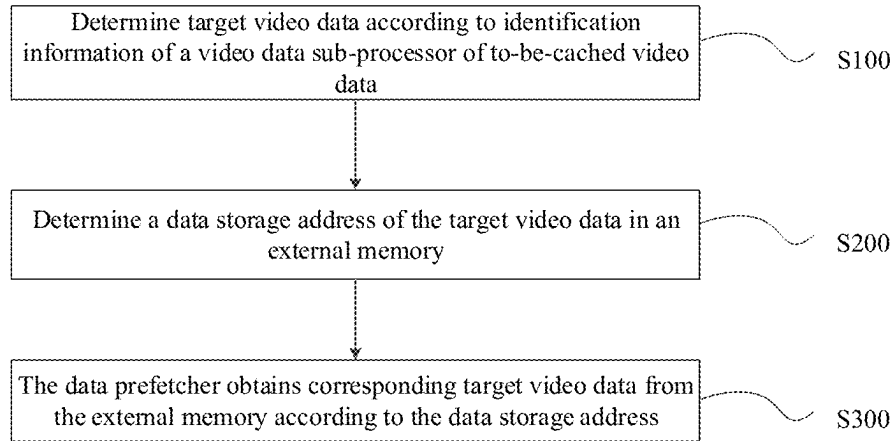 Determine target video data according to identification
information of a video data sub-processor of to-be-cached video
data
S100
Determine a data storage address of the target video data in an
external memory
S200
The data prefetcher obtains corresponding target video data from
the external memory according to the data storage address
S300